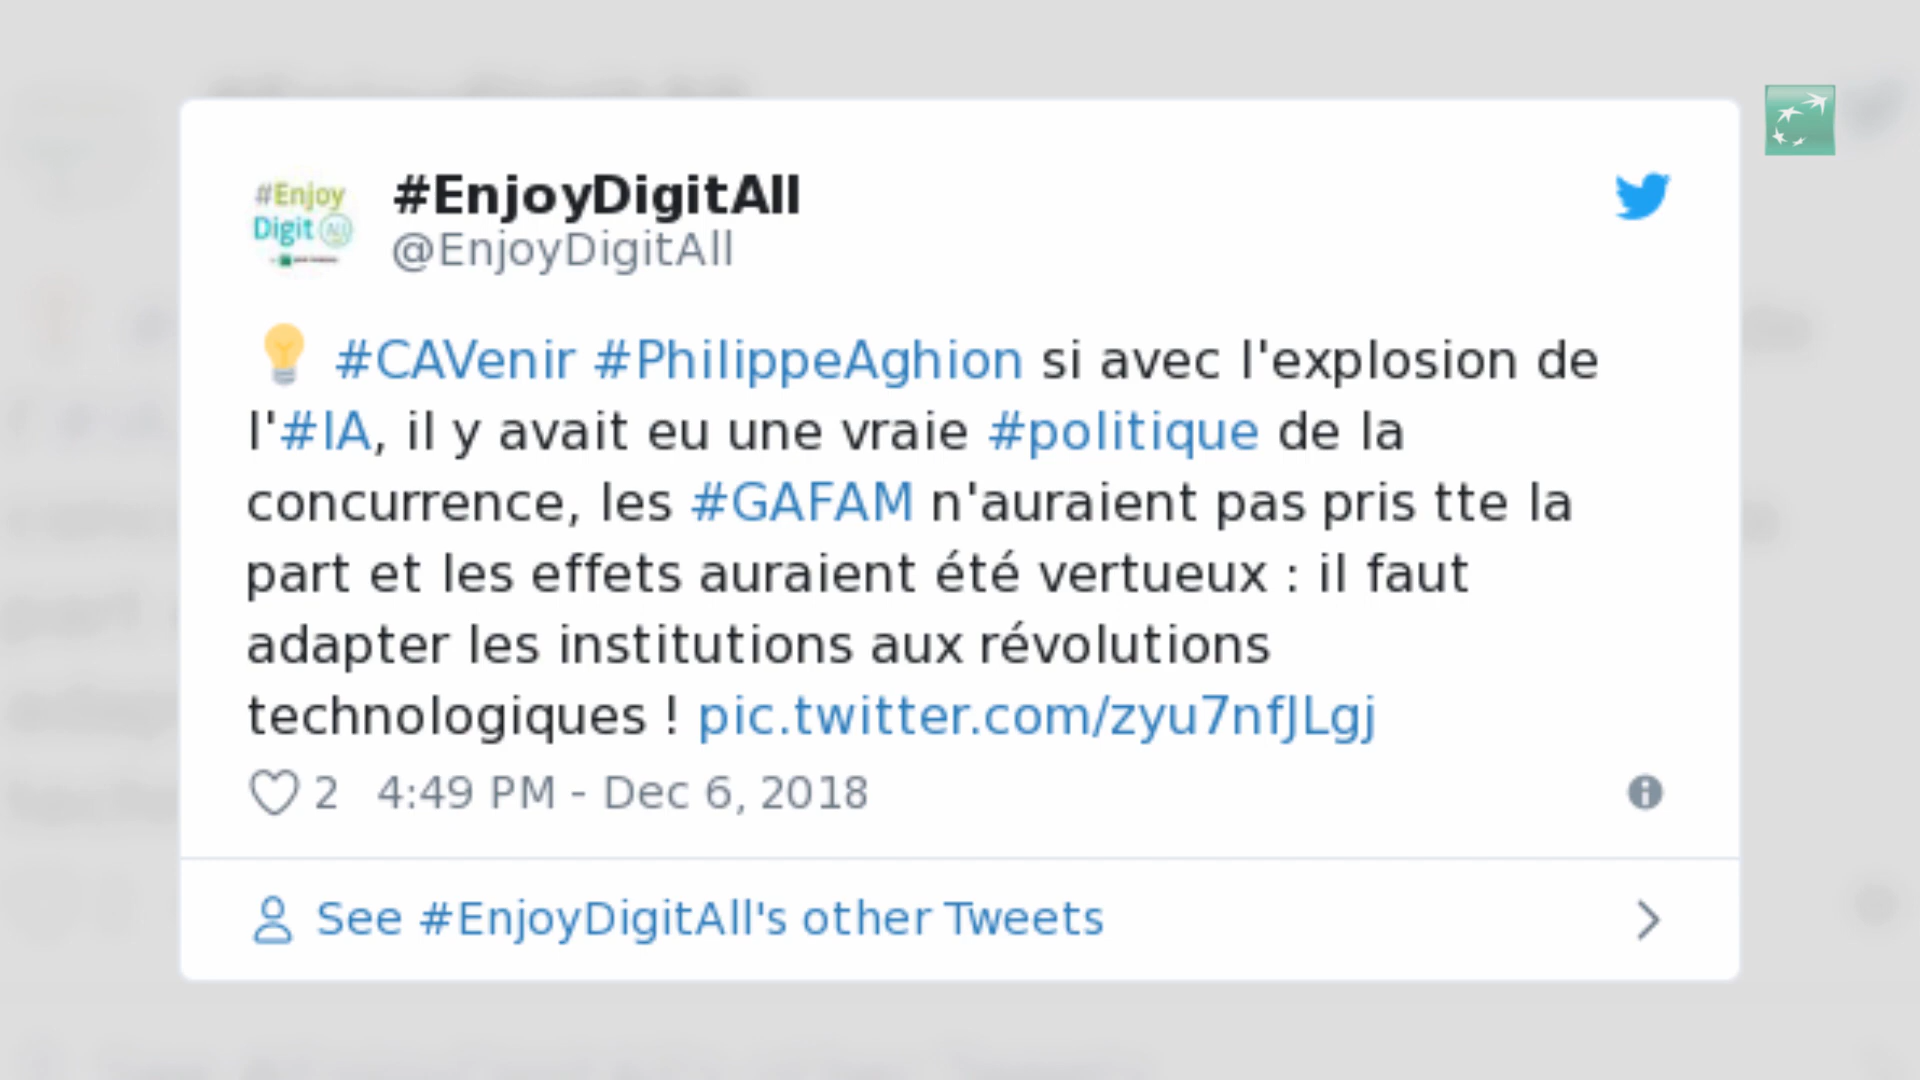 #Enjoy
Digit All
#EnjoyDigitAll
@EnjoyDigitAll
#CAVenir #PhilippeAghion si avec l'explosion de
l'#IA, il y avait eu une vraie #politique de la
concurrence, les #GAFAM n'auraient pas pris tte la
part et les effets auraient été vertueux : il faut
adapter les institutions aux révolutions
technologiques ! pic.twitter.com/zyu7nfJLgj
2 4:49 PM - Dec 6, 2018
See #EnjoyDigitAll's other Tweets